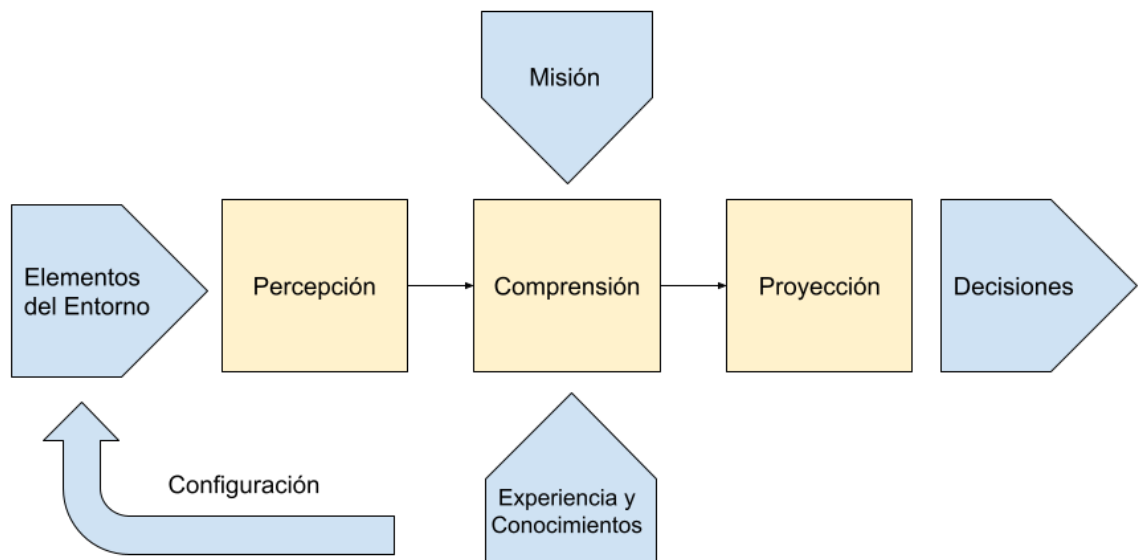 Misión
Elementos
del Entorno
Percepción
Comprensión
Proyección
Decisiones
Configuración
Experiencia y
Conocimientos